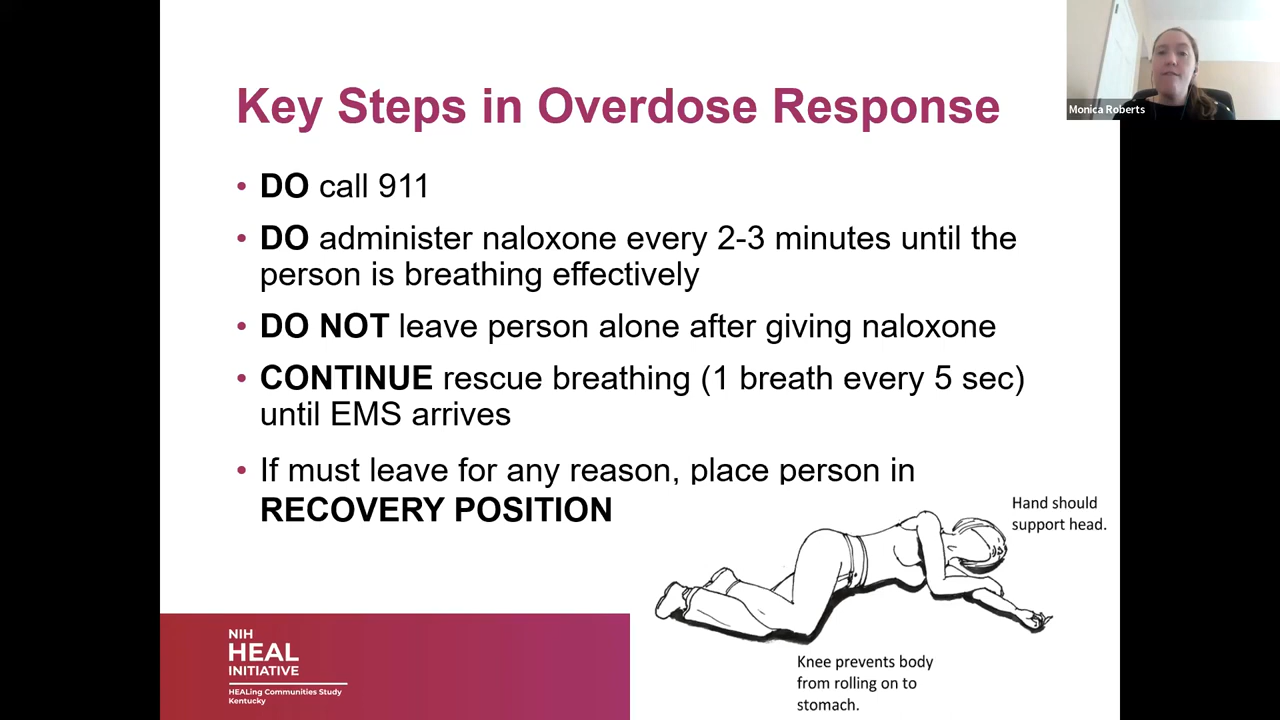 Key Steps in Overdose Response
Monica Roberts
• DO call 911
• DO administer naloxone every 2-3 minutes until the
person is breathing effectively
• DO NOT leave person alone after giving naloxone
• CONTINUE rescue breathing (1 breath every 5 sec)
until EMS arrives
• If must leave for any reason, place person in
RECOVERY POSITION
Hand should
support head.
Knee prevents body
from rolling on to
stomach.
NIH
HEAL
INITIATIVE
HEALing Communities Study
Kentucky